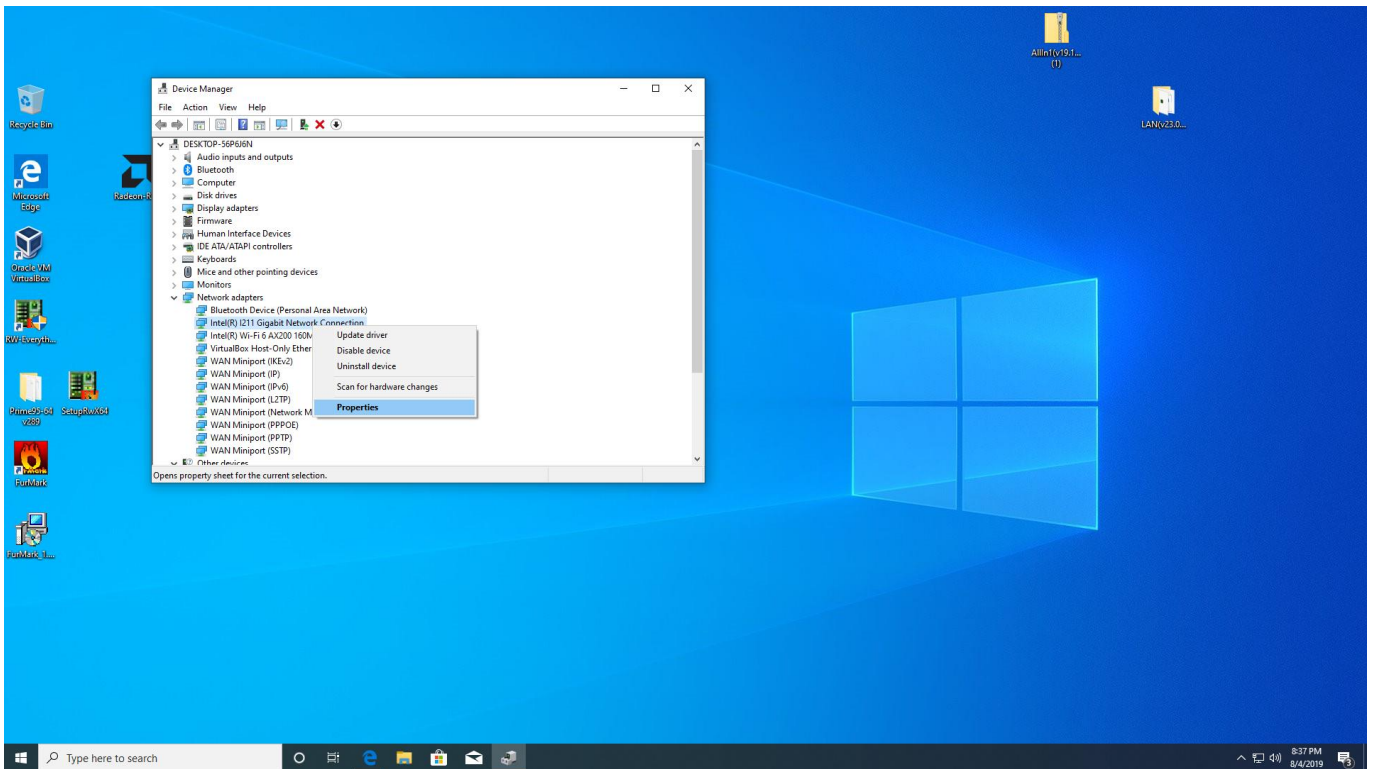 AllIn1(v19.1...
(1)
LAN(v23.0...
Recycle Bin
Microsoft
Edge
Radeon-R
Oracle VM
VirtualBox
RW-Everyth...
Prime95-64
v289
SetupRwX64
FurMark
FurMark_1....
Device Manager
File Action View Help
DESKTOP-56P6J6N
Audio inputs and outputs
Bluetooth
Computer
Disk drives
Display adapters
Firmware
Human Interface Devices
IDE ATA/ATAPI controllers
Keyboards
Mice and other pointing devices
Monitors
Network adapters
Bluetooth Device (Personal Area Network)
Intel(R) I211 Gigabit Network Connection
Intel(R) Wi-Fi 6 AX200 160M
VirtualBox Host-Only Ether
WAN Miniport (IKEv2)
WAN Miniport (IP)
WAN Miniport (IPv6)
WAN Miniport (L2TP)
WAN Miniport (Network M
WAN Miniport (PPPOE)
WAN Miniport (PPTP)
WAN Miniport (SSTP)
Other devices
Update driver
Disable device
Uninstall device
Scan for hardware changes
Properties
Opens property sheet for the current selection.
Type here to search
8:37 PM
8/4/2019
3